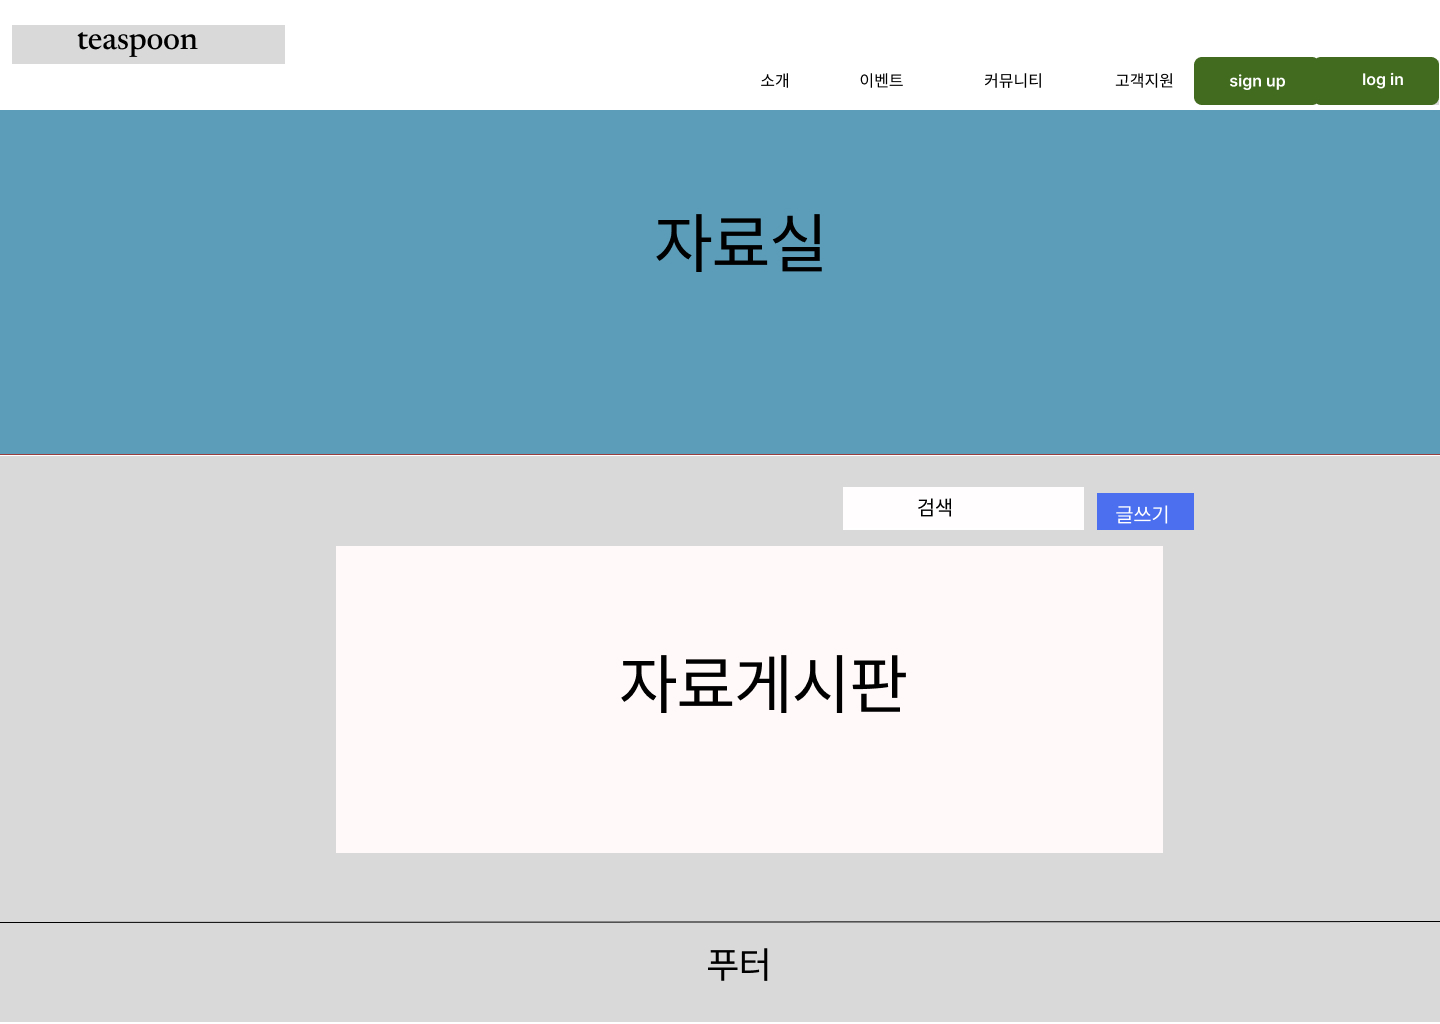 teaspoon
소개 이벤트 커뮤니티 고객지원 sign up log in
자료실
검색 글쓰기
자료게시판
푸터